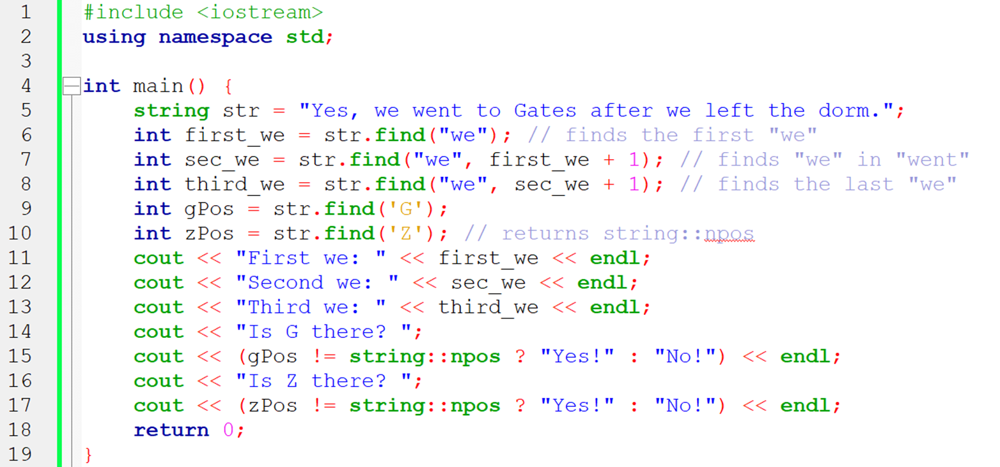 1 #include <iostream>
2 using namespace std;
3
4 int main() {
5 string str = "Yes, we went to Gates after we left the dorm.";
6 int first_we = str.find("we"); // finds the first "we"
7 int sec_we = str.find("we", first_we + 1); // finds "we" in "went"
8 int third_we = str.find("we", sec_we + 1); // finds the last "we"
9 int gPos = str.find('G');
10 int zPos = str.find('Z'); // returns string::npos
11 cout << "First we: " << first_we << endl;
12 cout << "Second we: " << sec_we << endl;
13 cout << "Third we: " << third_we << endl;
14 cout << "Is G there? ";
15 cout << (gPos != string::npos ? "Yes!" : "No!") << endl;
16 cout << "Is Z there? ";
17 cout << (zPos != string::npos ? "Yes!" : "No!") << endl;
18 return 0;
19 }